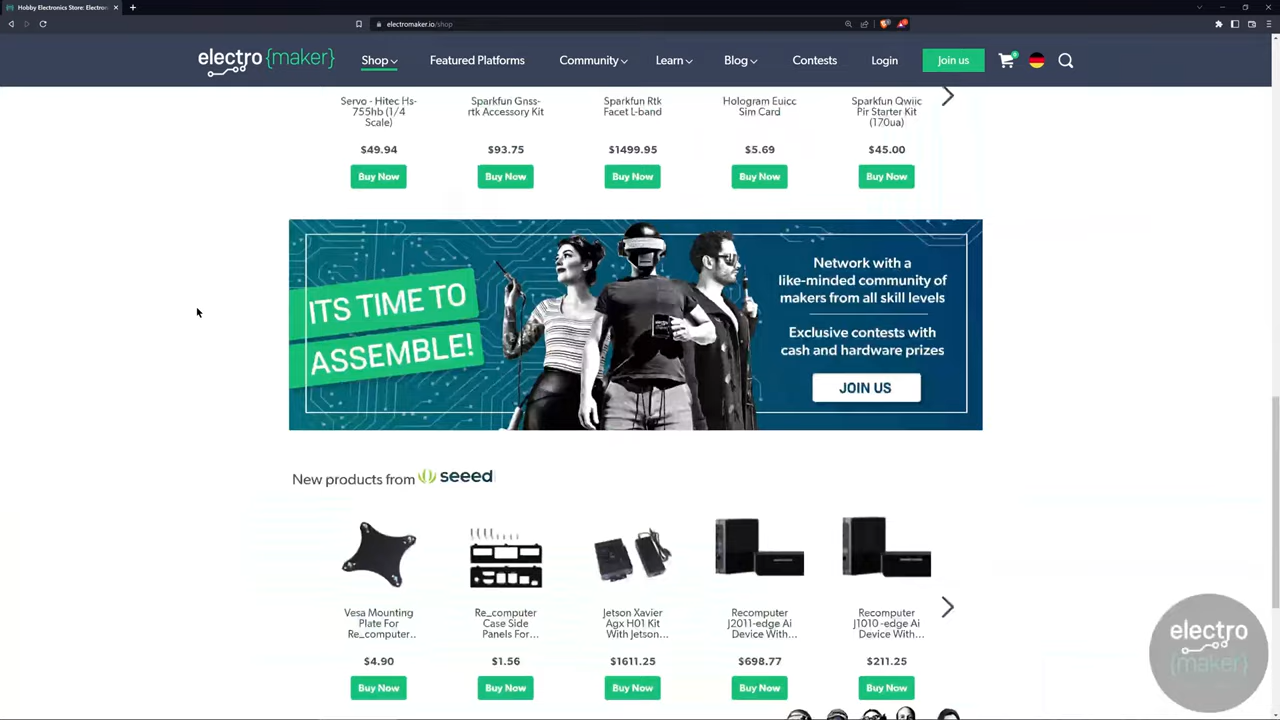 Hobby Electronics Store: Electron
electromaker.io/shop
electro {maker}
Shop
Featured Platforms
Community
Learn
Blog
Contests
Login
Join us
Servo - Hitec Hs-
755hb (1/4
Scale)
$49.94
Buy Now
Sparkfun Gnss-
rtk Accessory Kit
$93.75
Buy Now
Sparkfun Rtk
Facet L-band
$1499.95
Buy Now
Hologram Euicc
Sim Card
$5.69
Buy Now
Sparkfun Qwiic
Pir Starter Kit
(170ua)
$45.00
Buy Now
ITS TIME TO
ASSEMBLE!
Network with a
like-minded community of
makers from all skill levels
Exclusive contests with
cash and hardware prizes
JOIN US
New products from seeed
Vesa Mounting
Plate For
Re_computer...
$4.90
Buy Now
Re_computer
Case Side
Panels For...
$1.56
Buy Now
Jetson Xavier
Agx H01 Kit
With Jetson...
$1611.25
Buy Now
Recomputer
J2011-edge Ai
Device With...
$698.77
Buy Now
Recomputer
J1010 -edge Ai
Device With...
$211.25
Buy Now
electro
{maker}